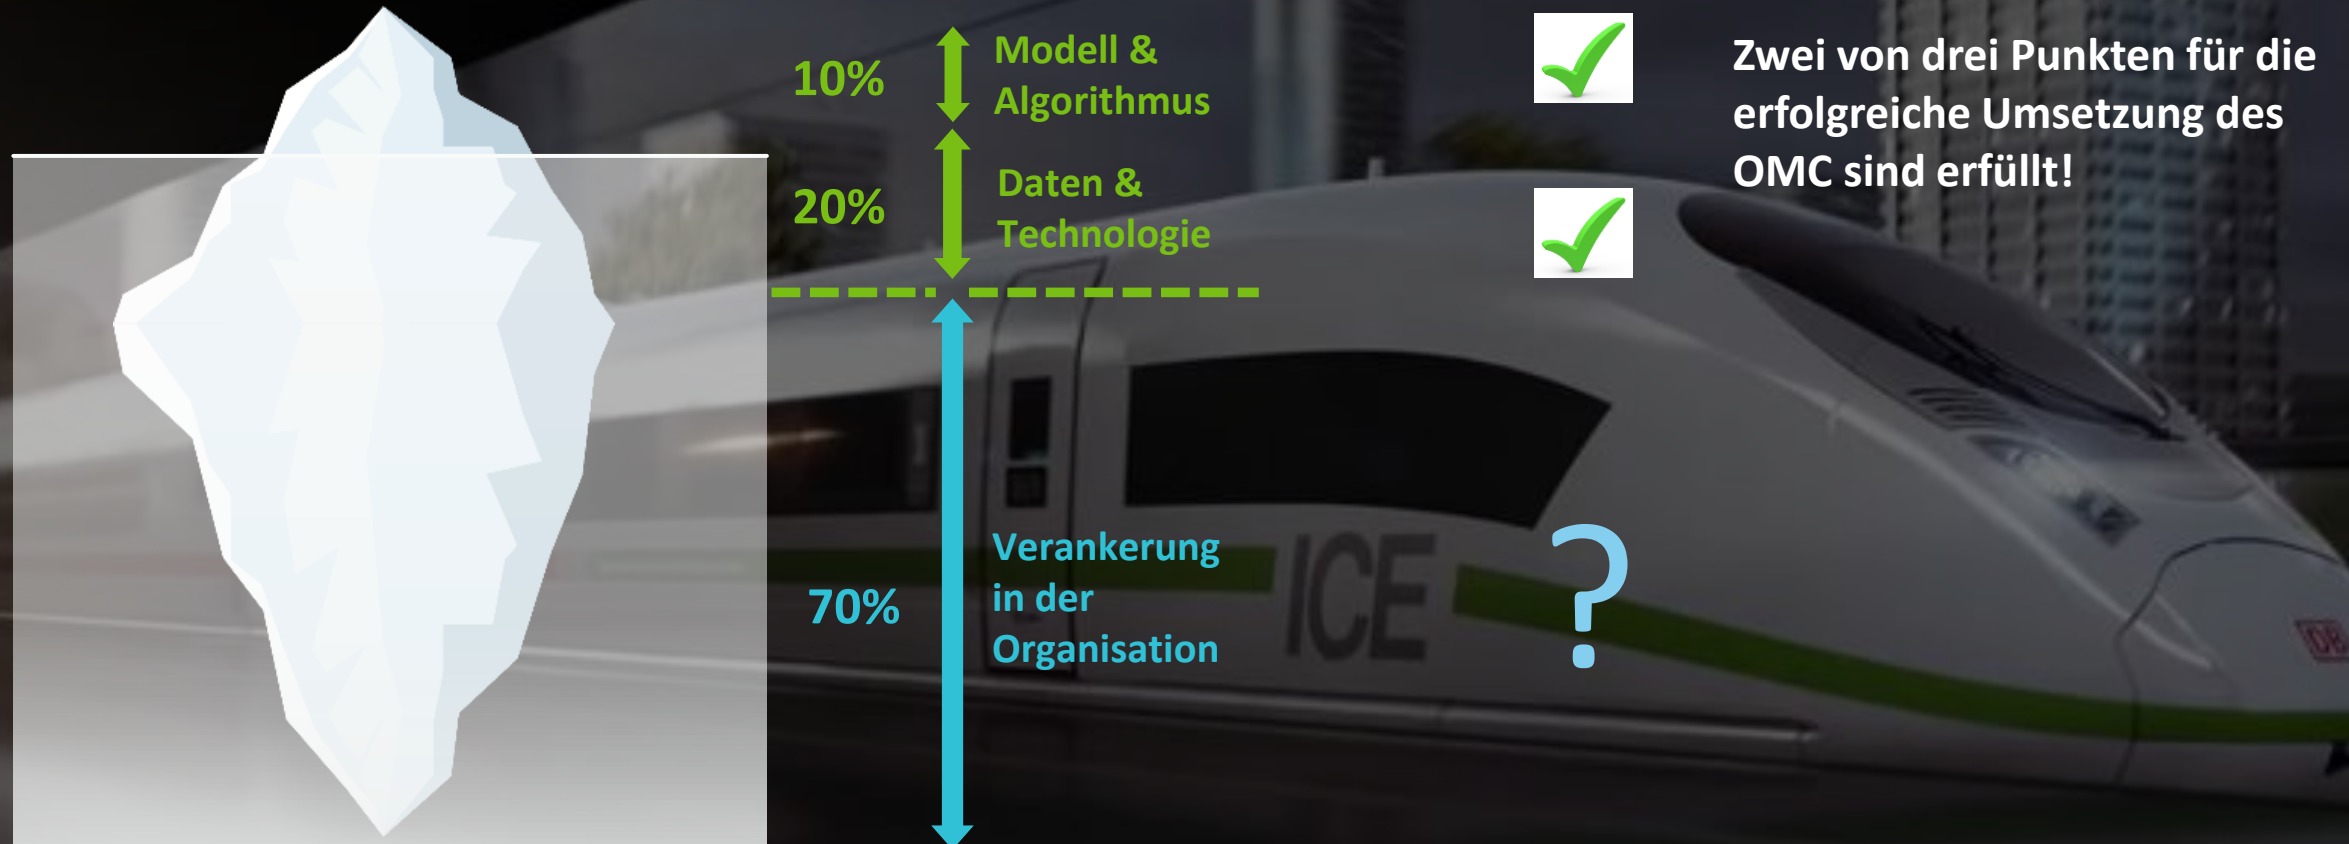 10%
Modell &
Algorithmus
20%
Daten &
Technologie
70%
Verankerung
in der
Organisation
?
Zwei von drei Punkten für die
erfolgreiche Umsetzung des
OMC sind erfüllt!
ICE
DB